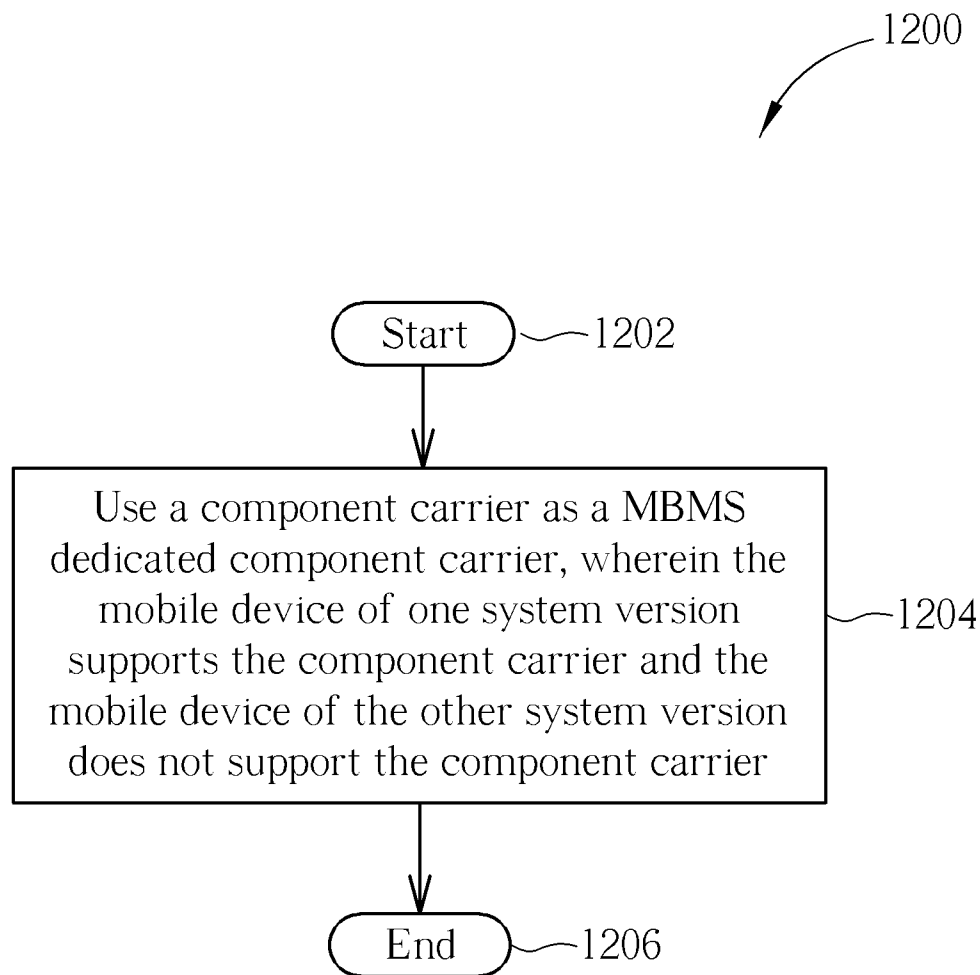 1200
Start
1202
Use a component carrier as a MBMS
dedicated component carrier, wherein the
mobile device of one system version
supports the component carrier and the
mobile device of the other system version
does not support the component carrier
1204
End
1206